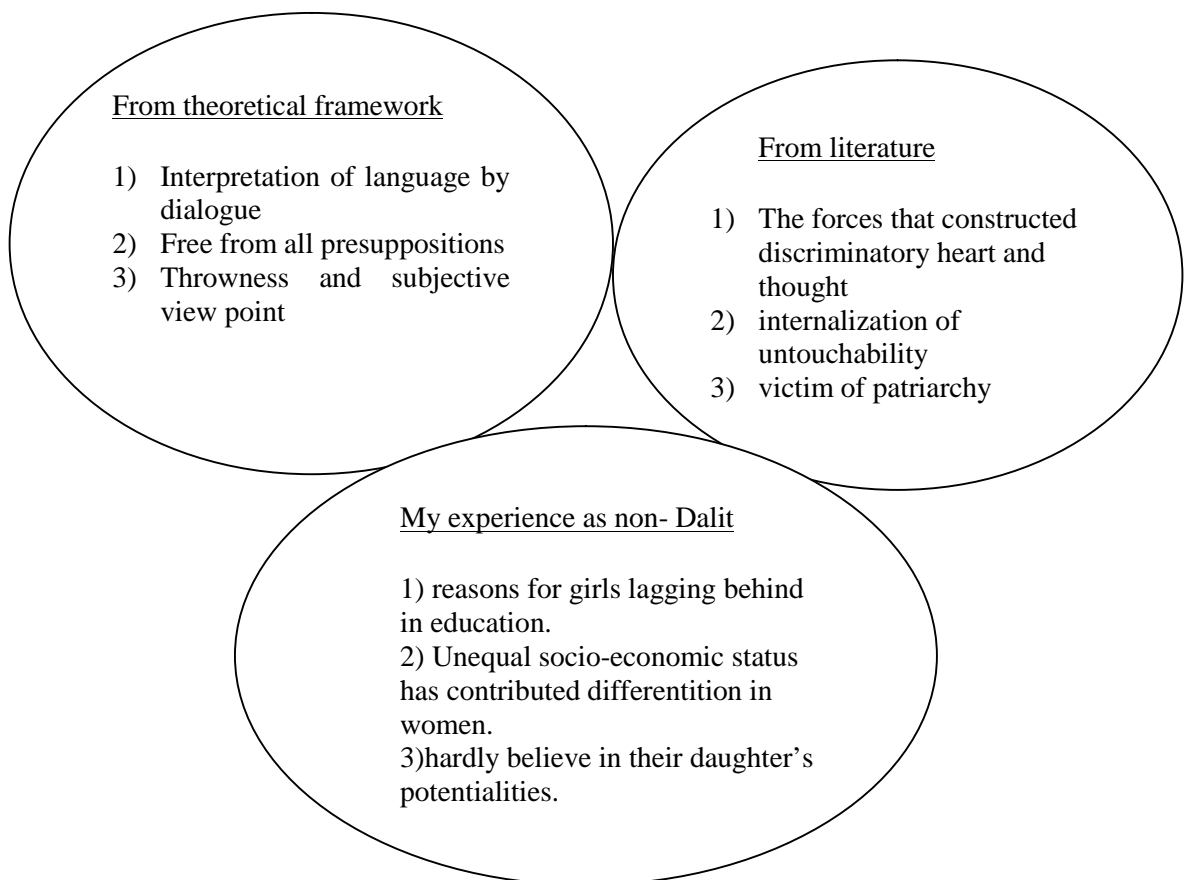 From theoretical framework
1) Interpretation of language by
dialogue
2) Free from all presuppositions
3) Throwness and subjective
view point
From literature
1) The forces that constructed
discriminatory heart and
thought
2) internalization of
untouchability
3) victim of patriarchy
My experience as non- Dalit
1) reasons for girls lagging behind
in education.
2) Unequal socio-economic status
has contributed differentition in
women.
3)hardly believe in their daughter's
potentialities.